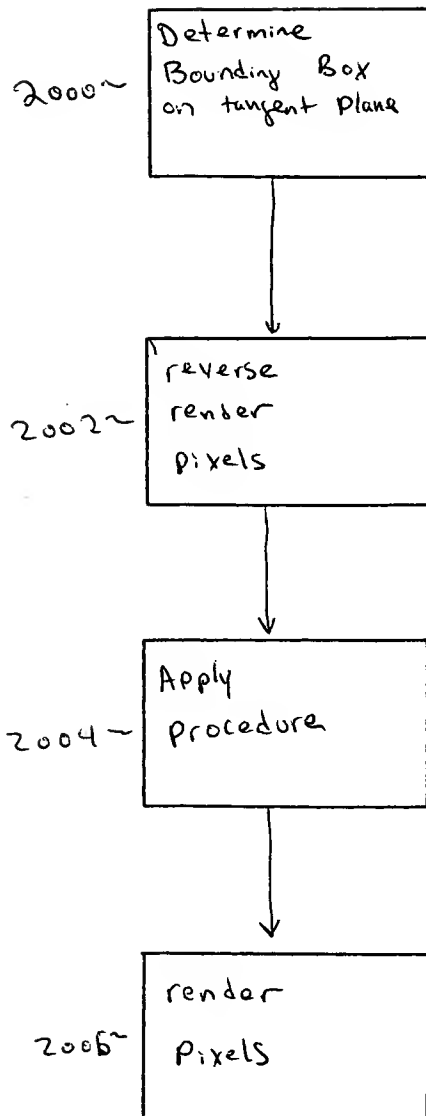 2000~
Determine
Bounding Box
on tangent plane
2002~
reverse
render
pixels
2004~
Apply
procedure
2006~
render
pixels